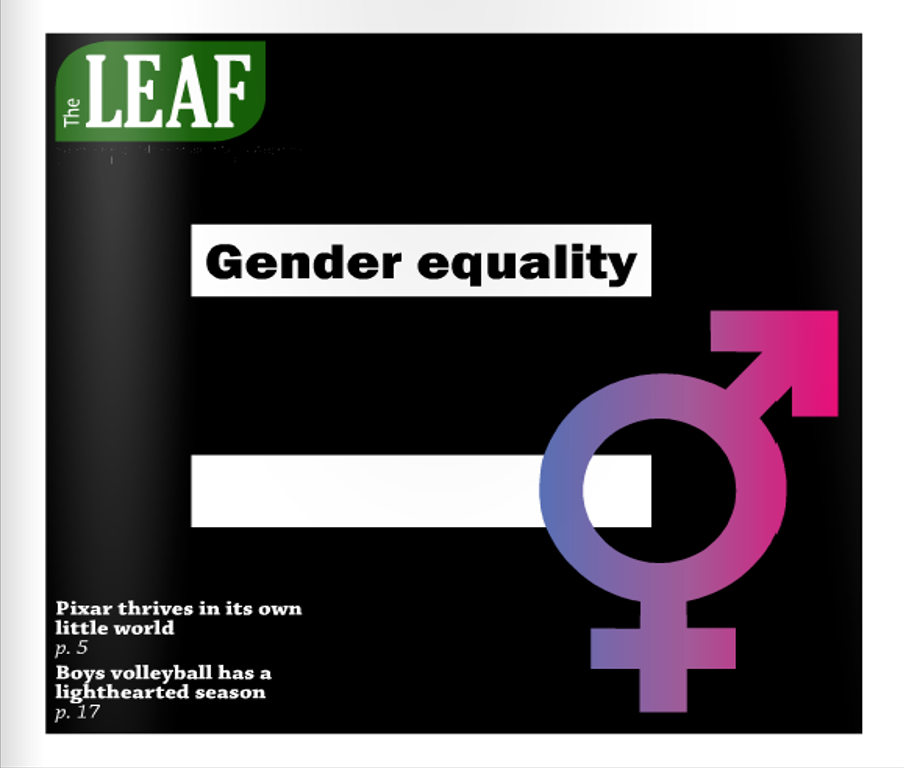 The LEAF
Gender equality
Pixar thrives in its own
little world
p. 5
Boys volleyball has a
lighthearted season
p. 17